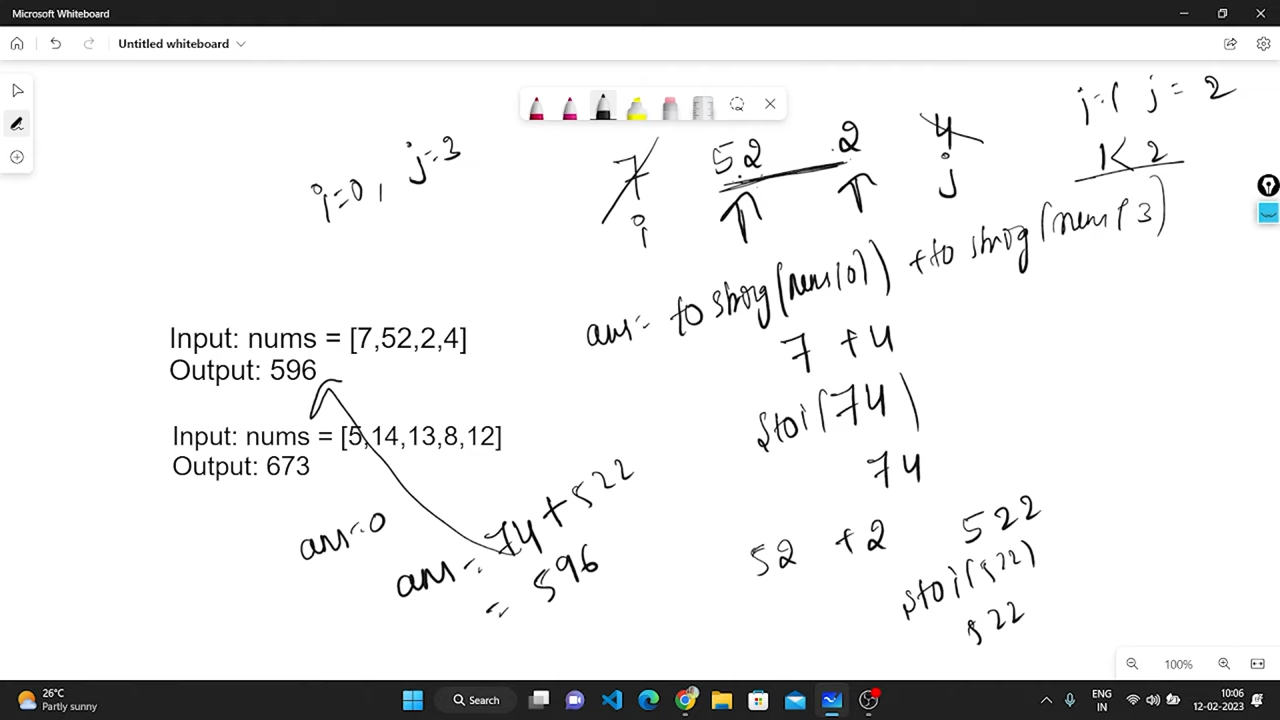 Microsoft Whiteboard
Untitled whiteboard
i=0, j=3
7 52 2 4
i j
j=1 j=2
1<2
ans= to string(nums(0)) + to string(nums(3)
7 + 4
stoi(74)
74
52 + 2 522
stoi(522)
522
Input: nums = [7,52,2,4]
Output: 596
Input: nums = [5,14,13,8,12]
Output: 673
ans=0
ans= 74+522
= 596
100%
26°C
Partly sunny
Search
ENG
IN
10:06
12-02-2023